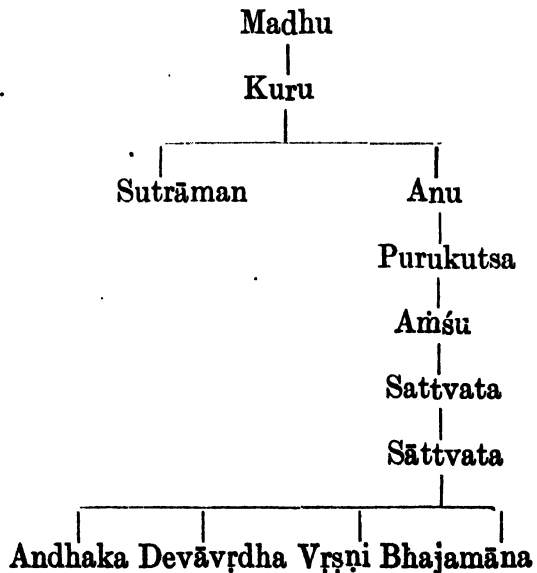 Madhu
Kuru
Sutrāman Anu
Purukutsa
Aṁśu
Sattvata
Sāttvata
Andhaka Devāvṛdha Vṛṣṇi Bhajamāna